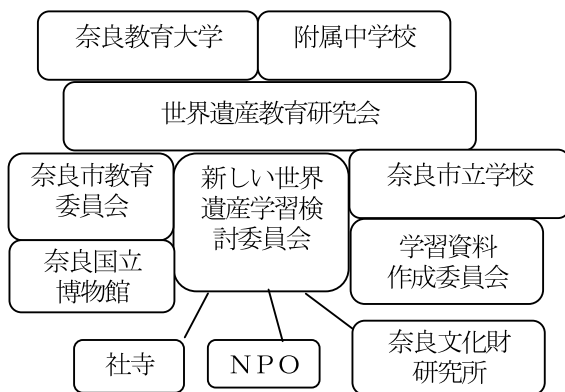 奈良教育大学
附属中学校
世界遺産教育研究会
奈良市教育
委員会
新しい世界
遺産学習検
討委員会
奈良市立学校
奈良国立
博物館
学習資料
作成委員会
社寺
ＮＰＯ
奈良文化財
研究所